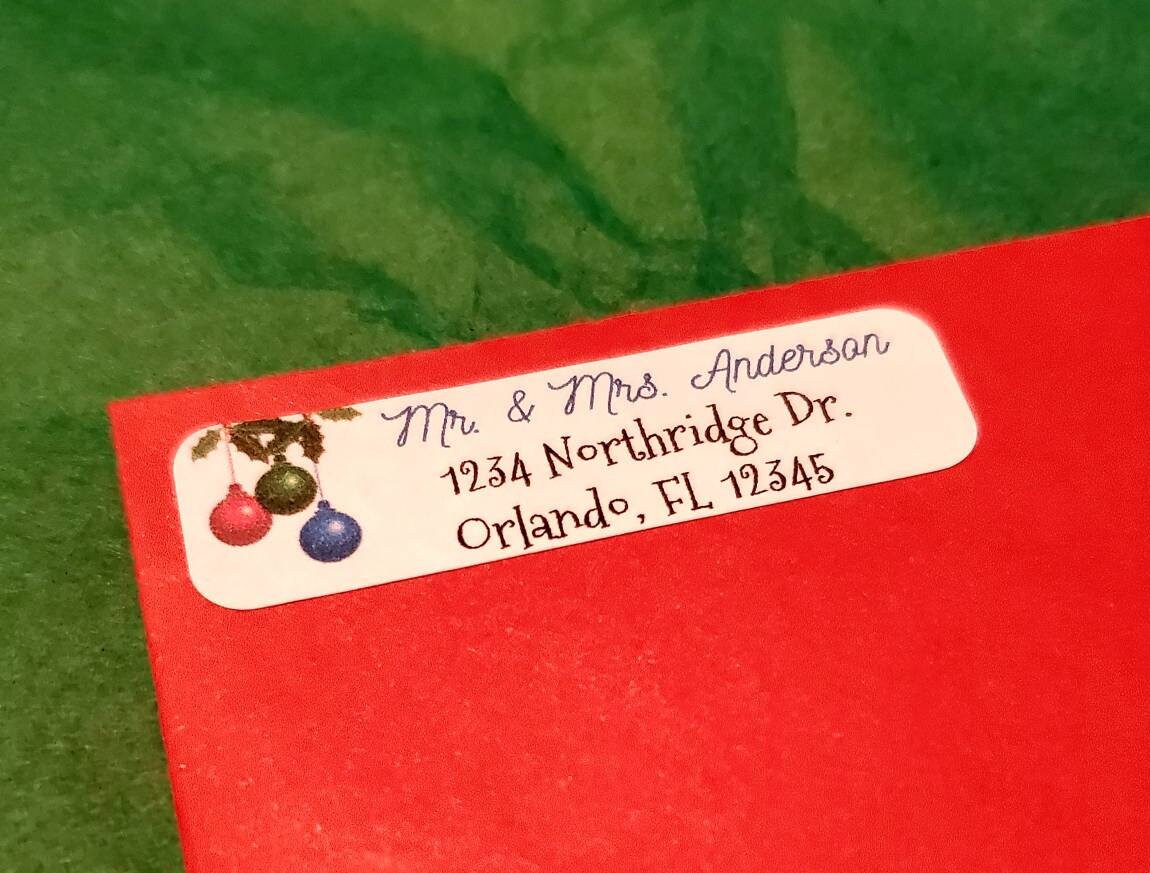 Mr. & Mrs. Anderson
1234 Northridge Dr.
Orlando, FL 12345